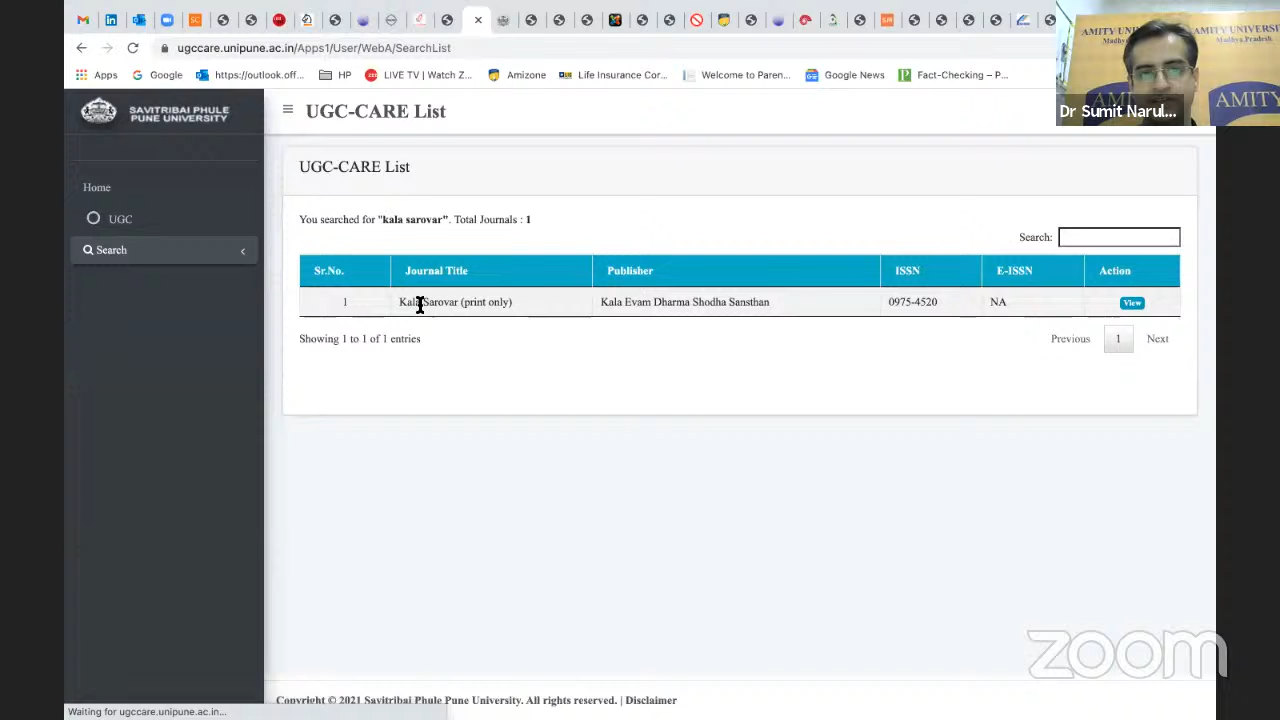 ugccare.unipune.ac.in/Apps1/User/WebA/SearchList
Apps Google https://outlook.off... HP LIVE TV | Watch Z... Amizone Life Insurance Cor... Welcome to Paren... Google News Fact-Checking – P...
AMITY
Dr Sumit Narul...
SAVITRIBAI PHULE
PUNE UNIVERSITY
UGC-CARE List
Home
UGC
Search
UGC-CARE List
You searched for "kala sarovar". Total Journals : 1
Search:
Sr.No. Journal Title Publisher ISSN E-ISSN Action
1 Kala Sarovar (print only) Kala Evam Dharma Shodha Sansthan 0975-4520 NA View
Showing 1 to 1 of 1 entries
Previous 1 Next
zoom
Copyright © 2021 Savitribai Phule Pune University. All rights reserved. | Disclaimer
Waiting for ugccare.unipune.ac.in...